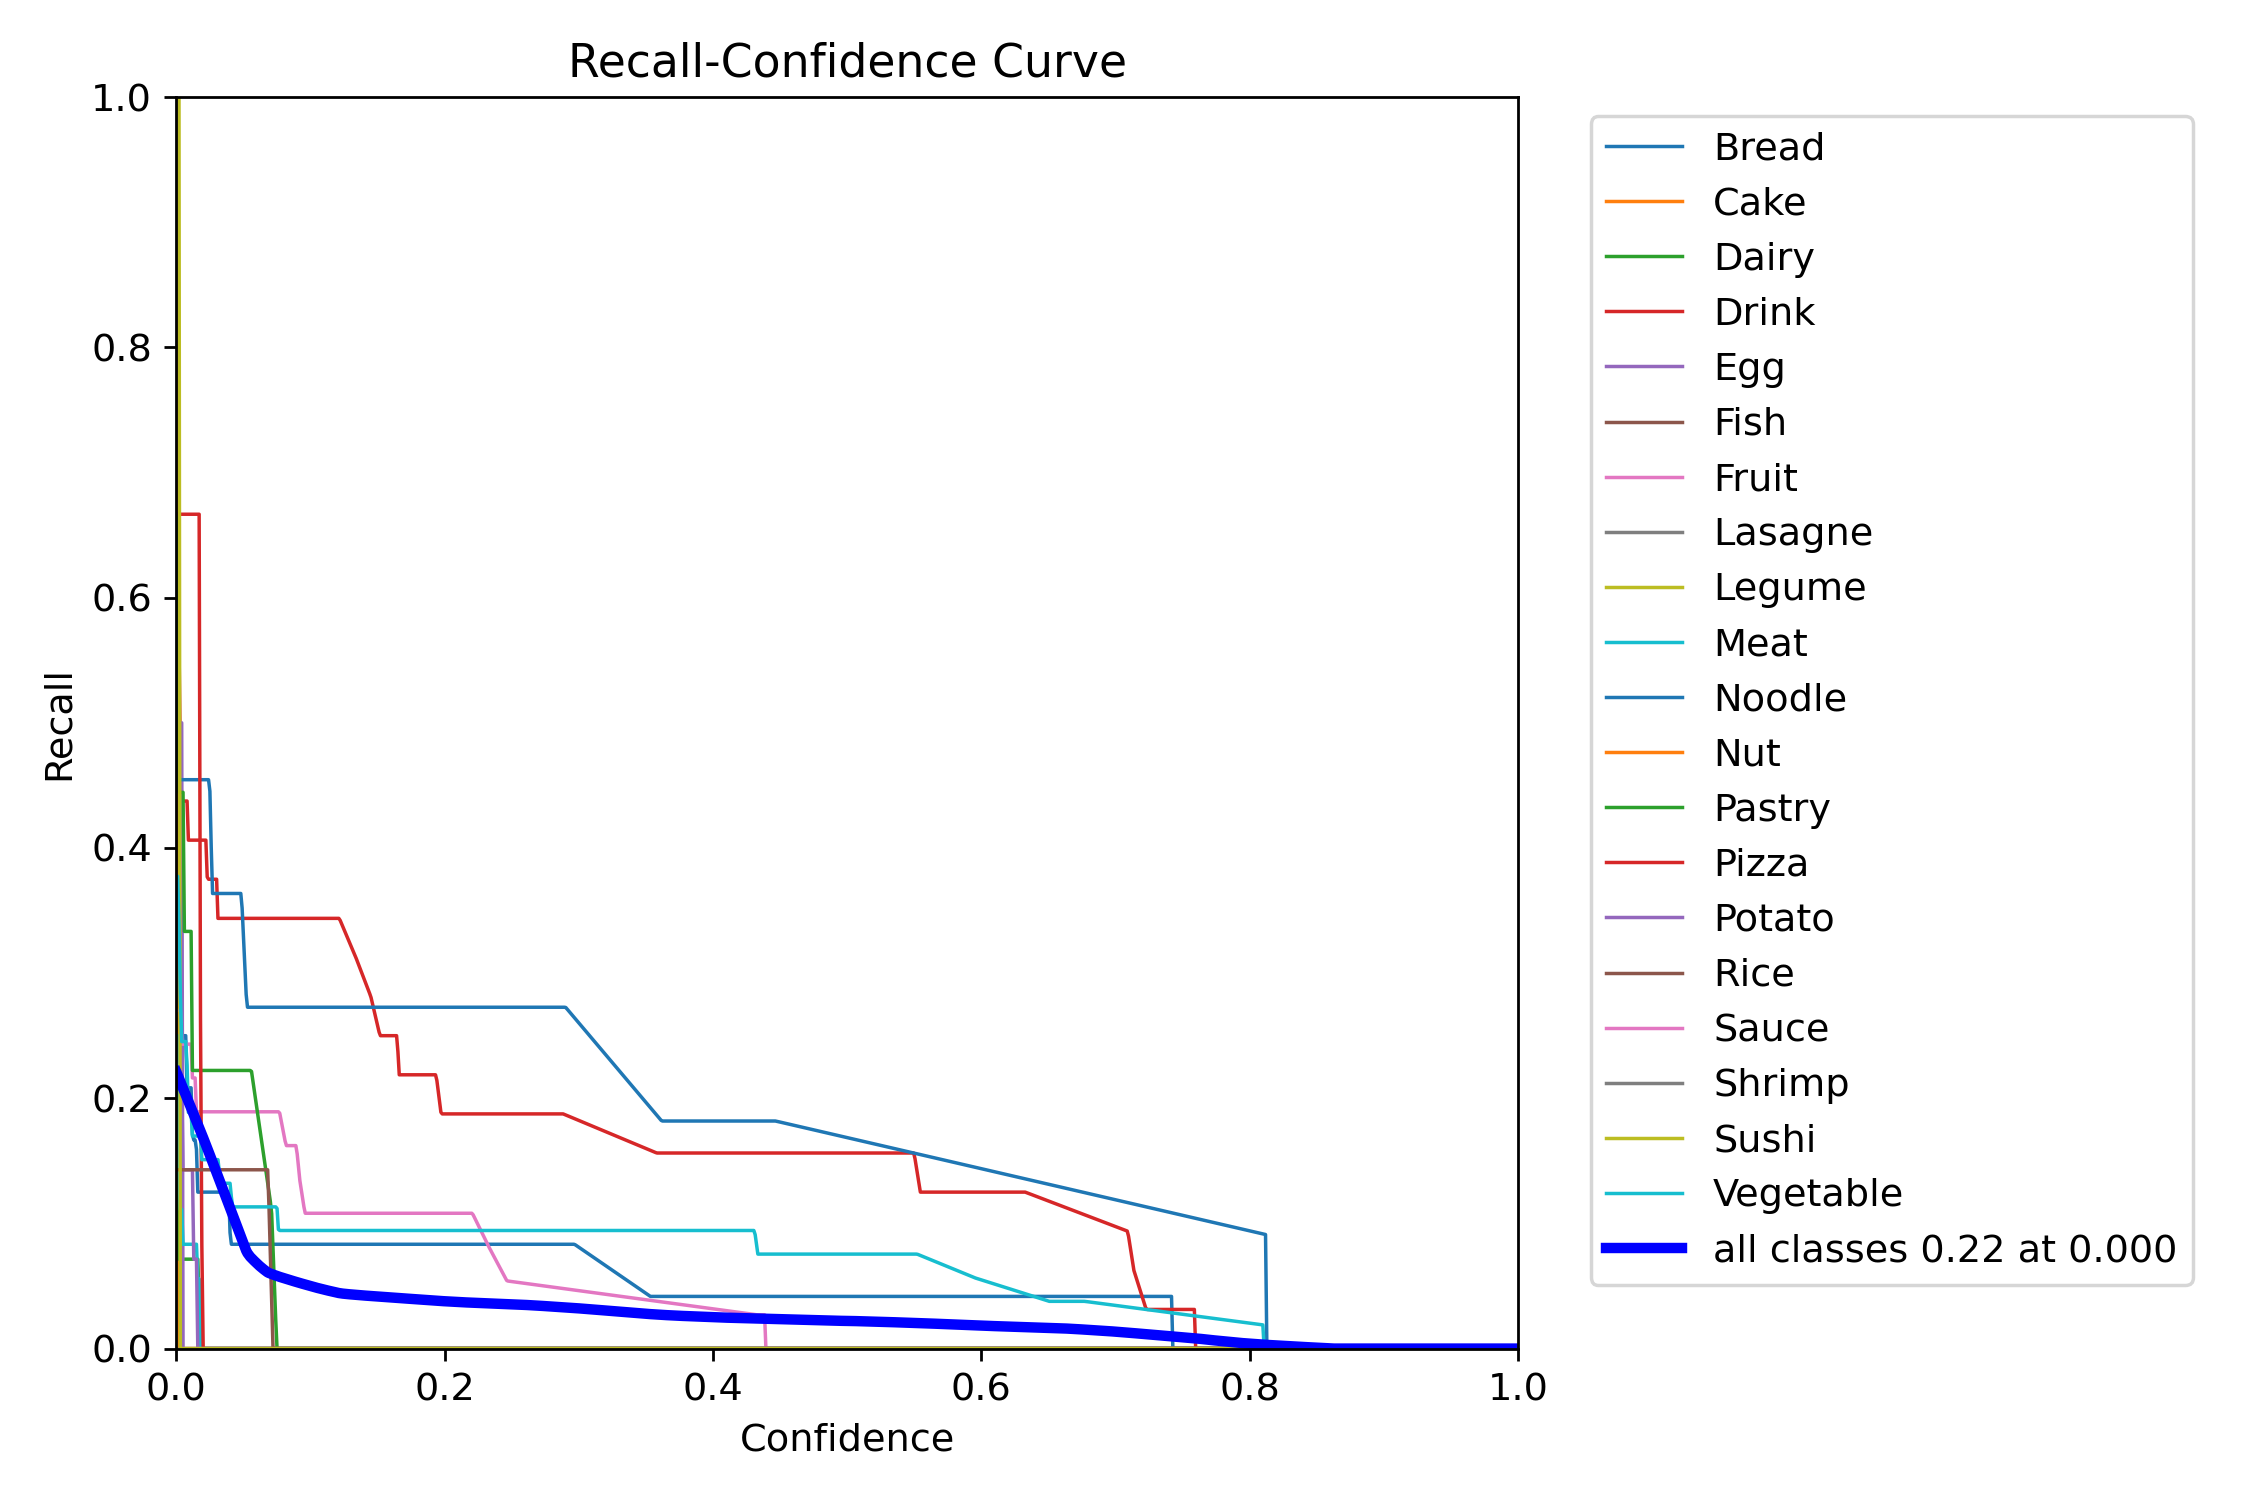 Recall-Confidence Curve
1.0
0.8
0.6
0.4
0.2
0.0
Recall
0.0 0.2 0.4 0.6 0.8 1.0
Confidence
Bread
Cake
Dairy
Drink
Egg
Fish
Fruit
Lasagne
Legume
Meat
Noodle
Nut
Pastry
Pizza
Potato
Rice
Sauce
Shrimp
Sushi
Vegetable
all classes 0.22 at 0.000